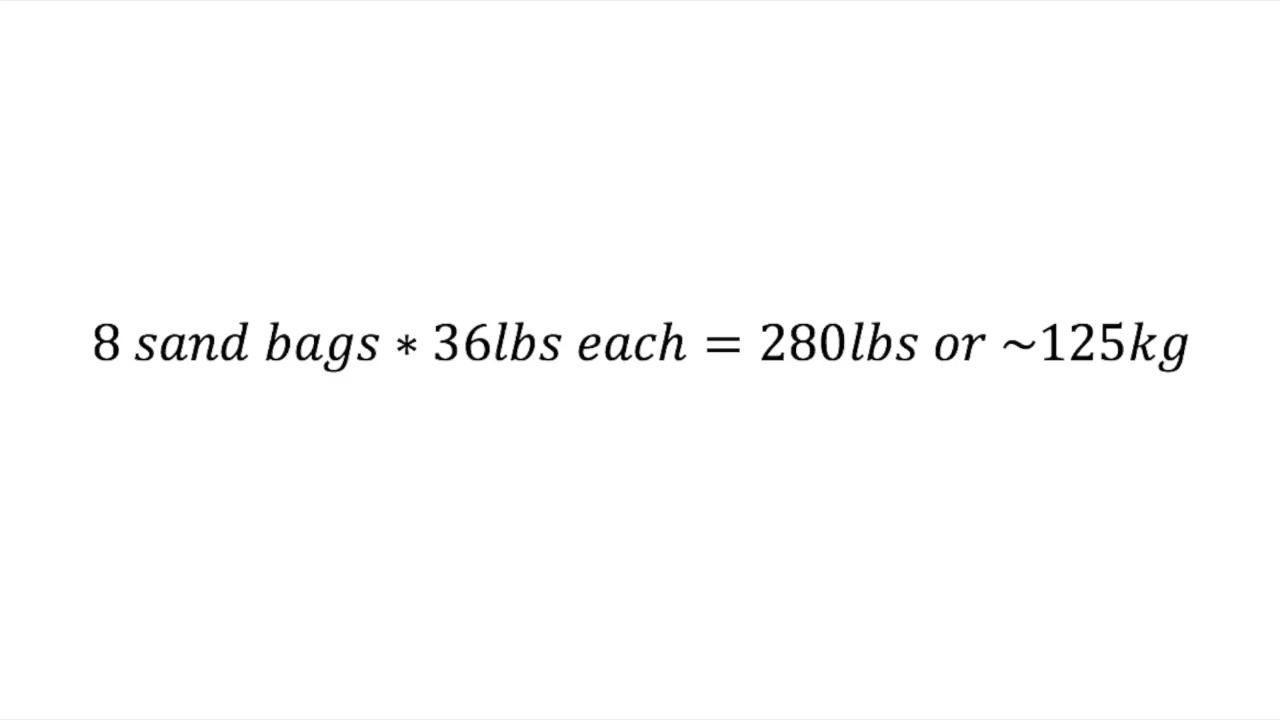 8 sand bags * 36lbs each = 280lbs or ~125kg